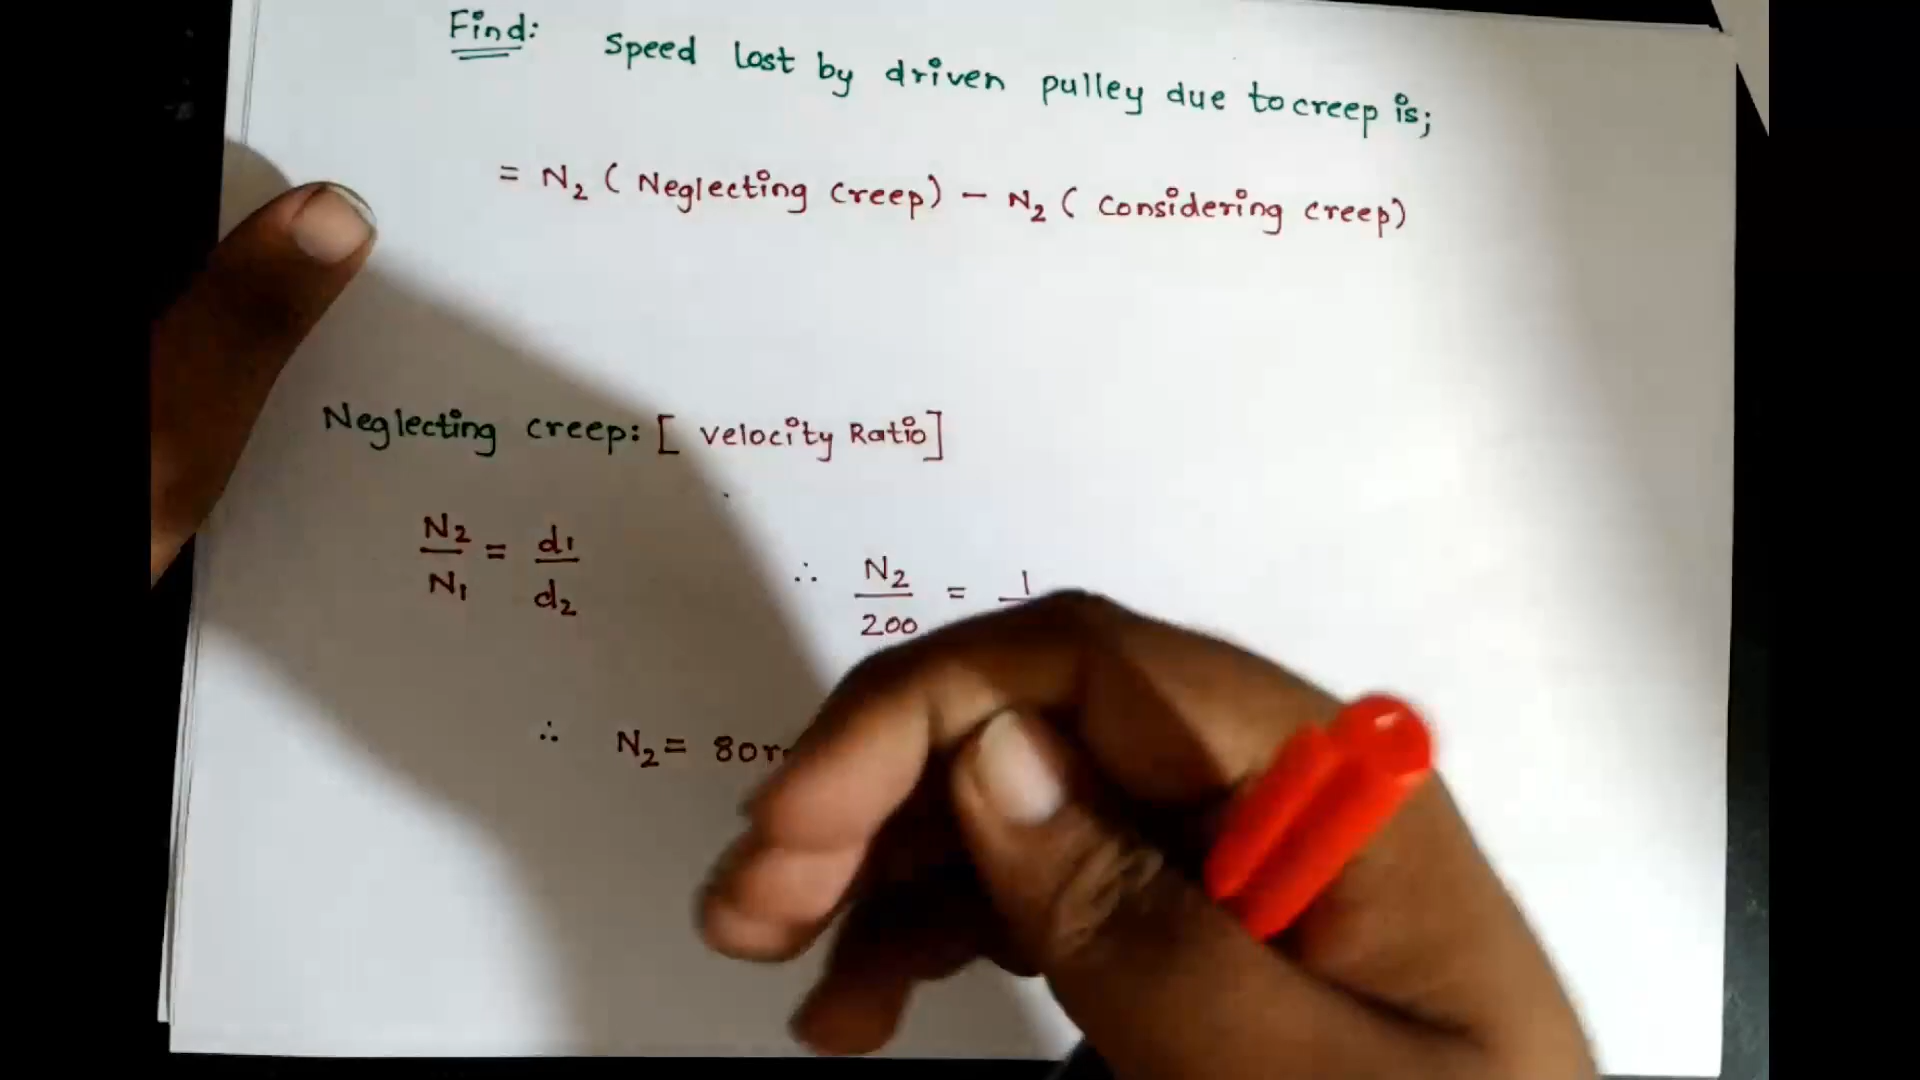 Find: Speed lost by driven pulley due to creep is;
= N2 ( Neglecting Creep) - N2 ( Considering creep)
Neglecting creep: [ Velocity Ratio]
N2/N1 = d1/d2 ∴ N2/200 = 1
∴ N2 = 80